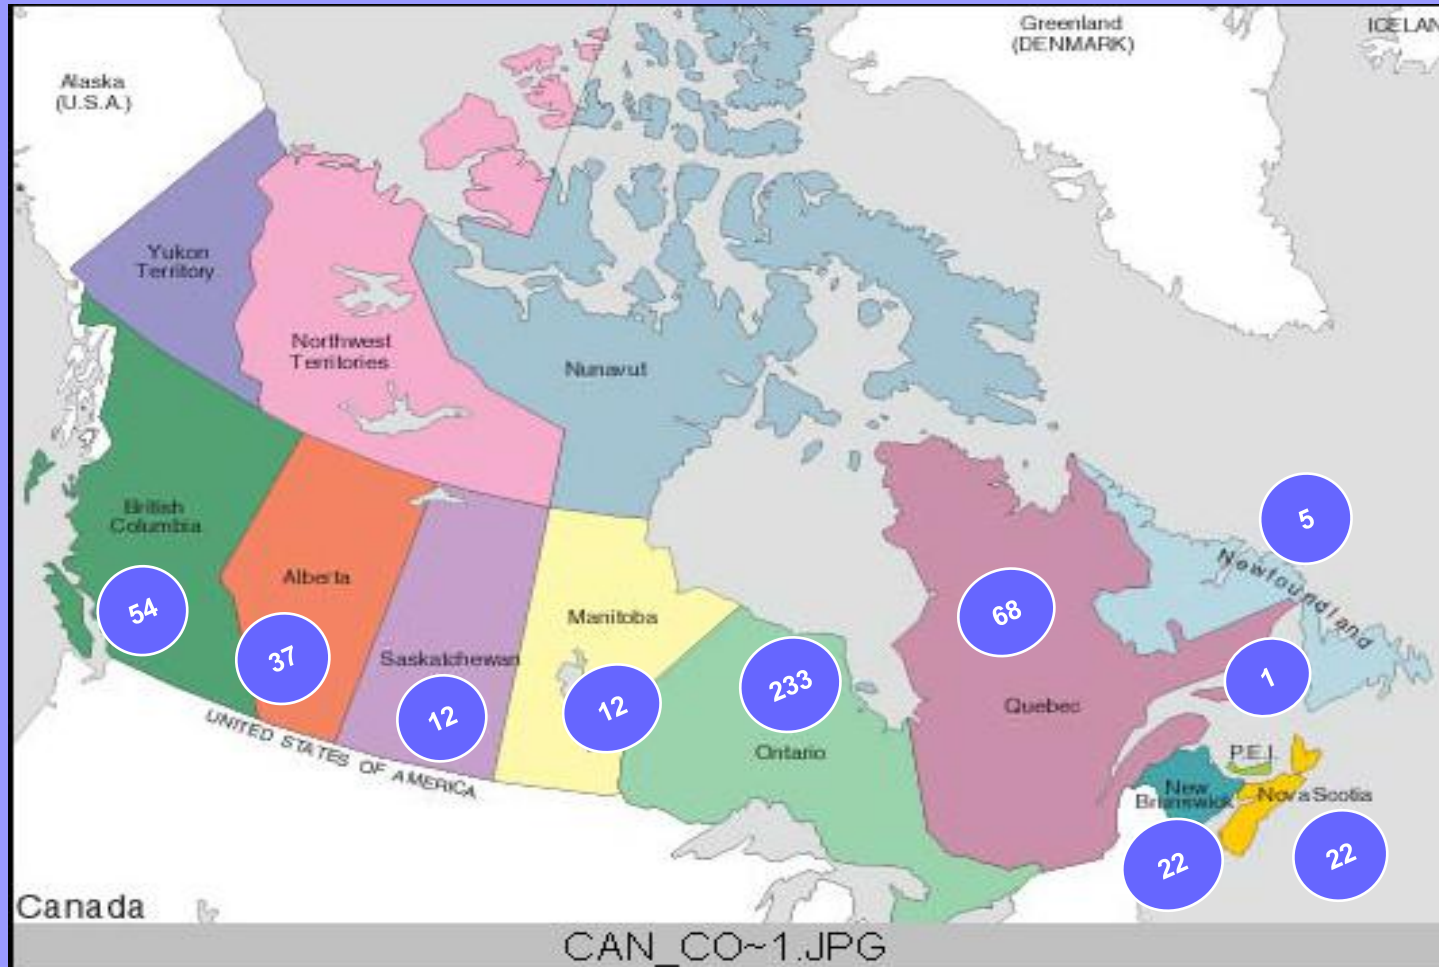 Greenland
(DENMARK)
ICELAN
Alaska
(U.S.A.)
Yukon
Territory
Northwest
Territories
Nunavut
British
Columbia
5
Newfoundland
Alberta
54
Manitoba
68
37
Saskatchewan
233
1
12
12
Quebec
UNITED STATES OF AMERICA
Ontario
P.E.I.
New
Brunswick
Nova Scotia
22
22
Canada
CAN_CO~1.JPG